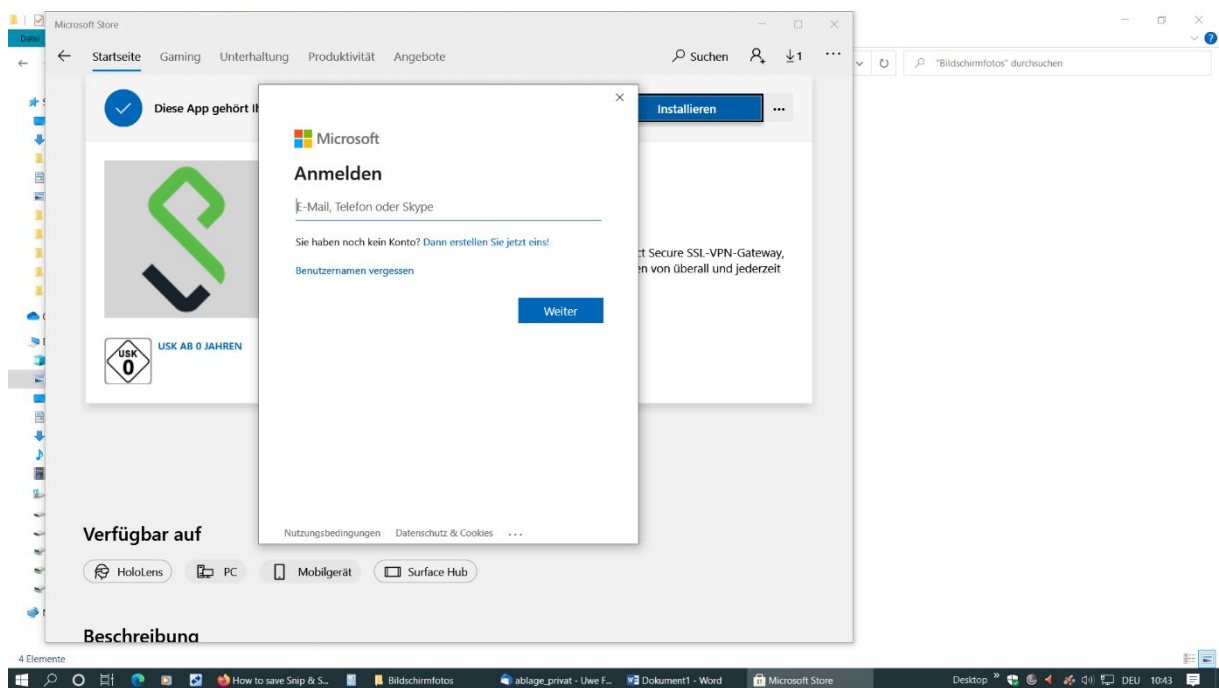 Microsoft Store
Datei
Startseite Gaming Unterhaltung Produktivität Angebote Suchen 1
"Bildschirmfotos" durchsuchen
Diese App gehört
Installieren
Microsoft
Anmelden
E-Mail, Telefon oder Skype
Sie haben noch kein Konto? Dann erstellen Sie jetzt eins!
Benutzernamen vergessen
Weiter
Secure SSL-VPN-Gateway,
von überall und jederzeit
USK
0
USK AB 0 JAHREN
Nutzungsbedingungen Datenschutz & Cookies
Verfügbar auf
HoloLens PC Mobilgerät Surface Hub
Beschreibung
4 Elemente
How to save Snip & S... Bildschirmfotos ablage_privat - Uwe F... Dokument1 - Word Microsoft Store Desktop DEU 10:43